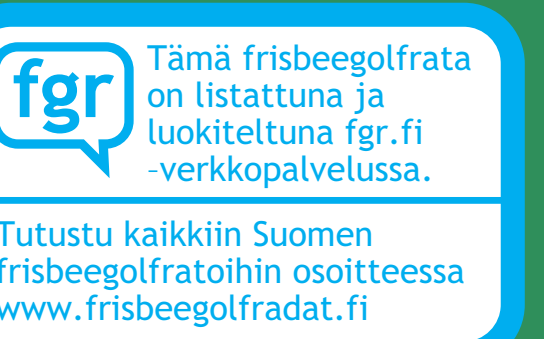 fgr
Tämä frisbeegolfrata
on listattuna ja
luokiteltuna fgr.fi
–verkkopalvelussa.
Tutustu kaikkiin Suomen
frisbeegolfratoihin osoitteessa
www.frisbeegolfradat.fi